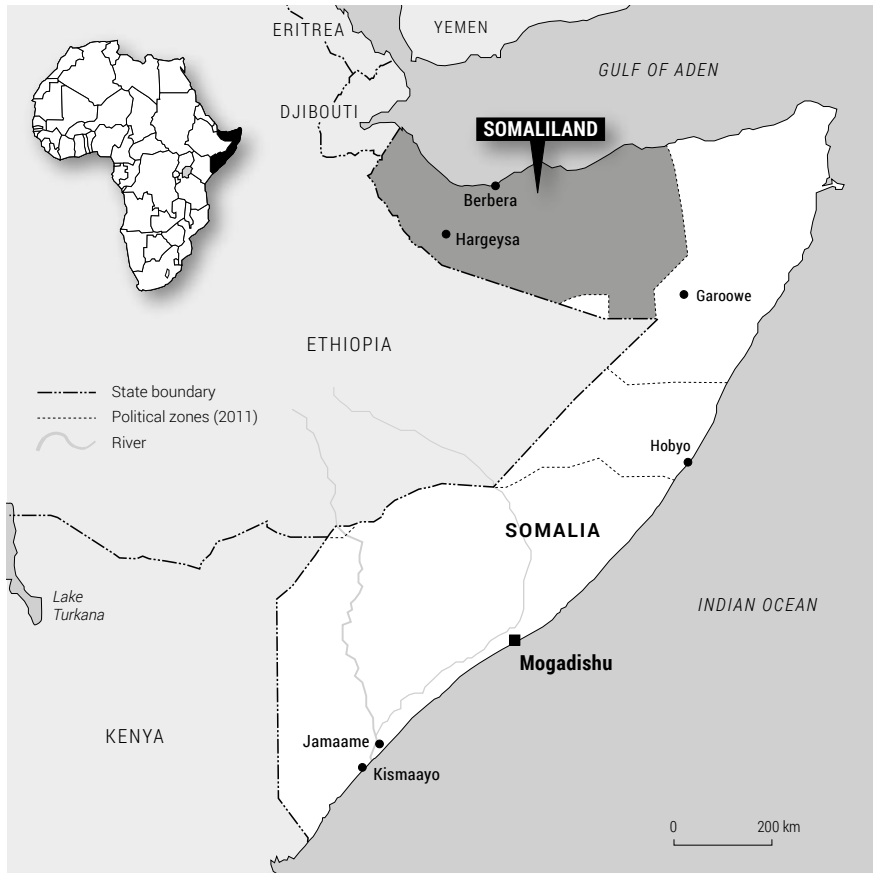 ERITREA
YEMEN
GULF OF ADEN
DJIBOUTI
SOMALILAND
Berbera
Hargeysa
Garoowe
ETHIOPIA
State boundary
Political zones (2011)
River
Hobyo
SOMALIA
Lake
Turkana
INDIAN OCEAN
Mogadishu
KENYA
Jamaame
Kismaayo
0 200 km